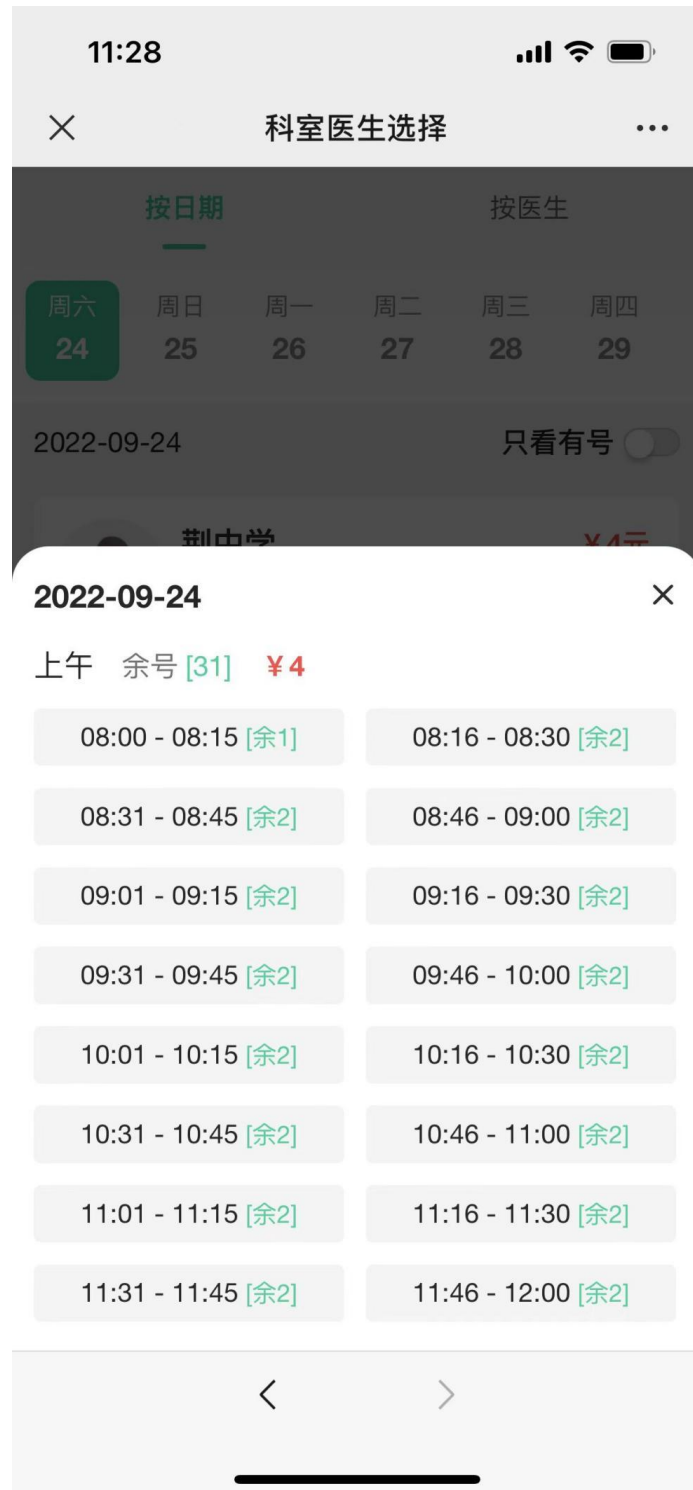 11:28
科室医生选择
按日期 按医生
周六 周日 周一 周二 周三 周四
24 25 26 27 28 29
2022-09-24 只看有号
荆中学 ¥4元
2022-09-24
上午 余号 [31] ¥4
08:00 - 08:15 [余1] 08:16 - 08:30 [余2]
08:31 - 08:45 [余2] 08:46 - 09:00 [余2]
09:01 - 09:15 [余2] 09:16 - 09:30 [余2]
09:31 - 09:45 [余2] 09:46 - 10:00 [余2]
10:01 - 10:15 [余2] 10:16 - 10:30 [余2]
10:31 - 10:45 [余2] 10:46 - 11:00 [余2]
11:01 - 11:15 [余2] 11:16 - 11:30 [余2]
11:31 - 11:45 [余2] 11:46 - 12:00 [余2]